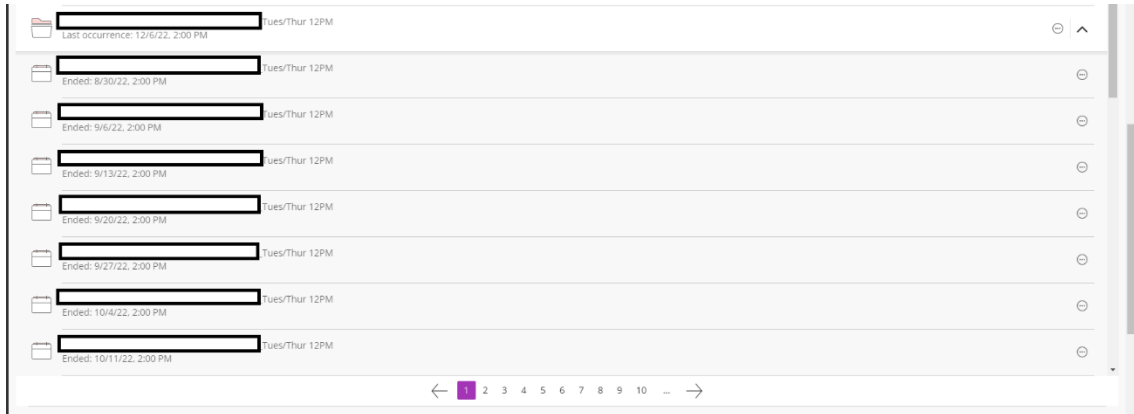 Tues/Thur 12PM
Last occurrence: 12/6/22, 2:00 PM
Tues/Thur 12PM
Ended: 8/30/22, 2:00 PM
Tues/Thur 12PM
Ended: 9/6/22, 2:00 PM
Tues/Thur 12PM
Ended: 9/13/22, 2:00 PM
Tues/Thur 12PM
Ended: 9/20/22, 2:00 PM
Tues/Thur 12PM
Ended: 9/27/22, 2:00 PM
Tues/Thur 12PM
Ended: 10/4/22, 2:00 PM
Tues/Thur 12PM
Ended: 10/11/22, 2:00 PM
1 2 3 4 5 6 7 8 9 10 ...